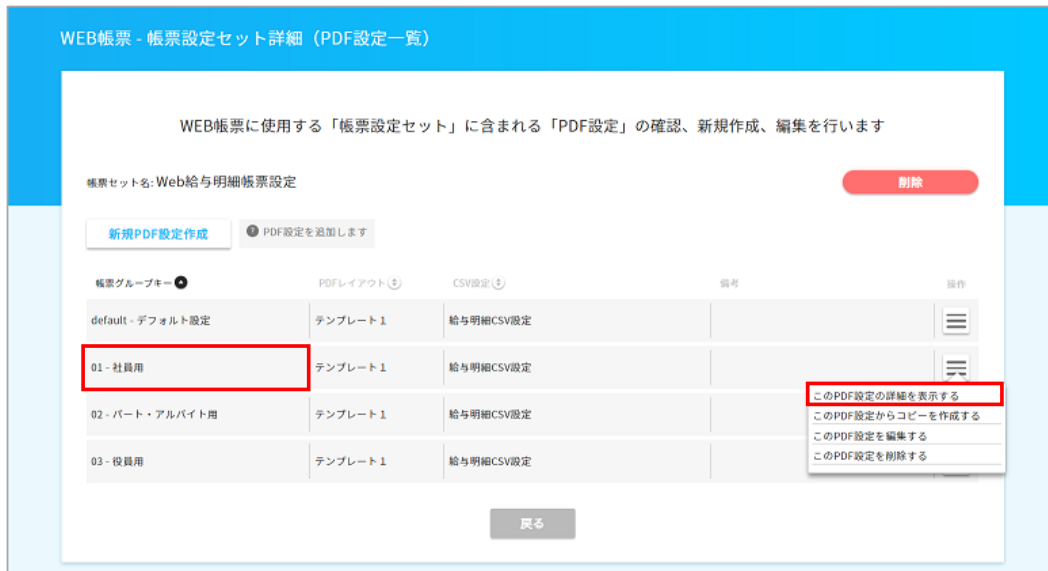 WEB帳票 - 帳票設定セット詳細（PDF設定一覧）
WEB帳票に使用する「帳票設定セット」に含まれる「PDF設定」の確認、新規作成、編集を行います
帳票セット名: Web給与明細帳票設定
削除
新規PDF設定作成
? PDF設定を追加します
帳票グループキー PDFレイアウト CSV設定 備考 操作
default - デフォルト設定 テンプレート１ 給与明細CSV設定
01 - 社員用 テンプレート１ 給与明細CSV設定
02 - パート・アルバイト用 テンプレート１ 給与明細CSV設定
03 - 役員用 テンプレート１ 給与明細CSV設定
このPDF設定の詳細を表示する
このPDF設定からコピーを作成する
このPDF設定を編集する
このPDF設定を削除する
戻る